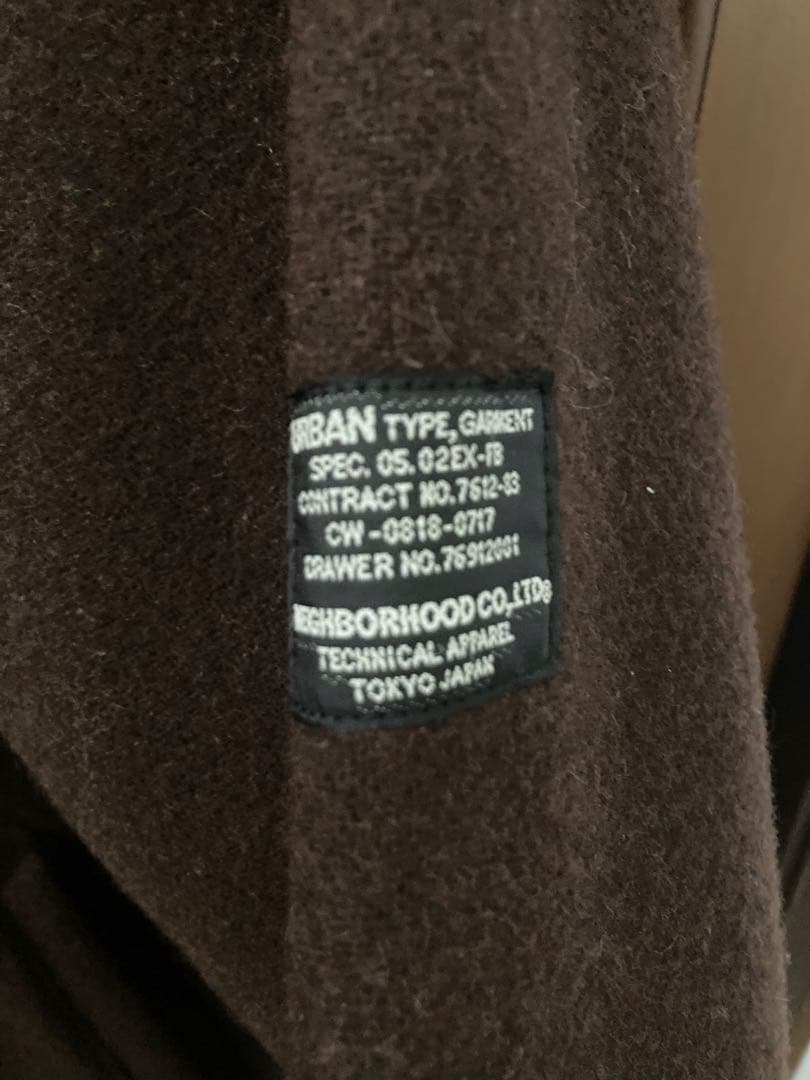 URBAN TYPE, GARMENT
SPEC. 05.02EX-FB
CONTRACT NO.7612-83
CW-0818-0717
DRAWER NO.76912001
NEIGHBORHOOD CO,.LTD.
TECHNICAL APPAREL
TOKYO JAPAN